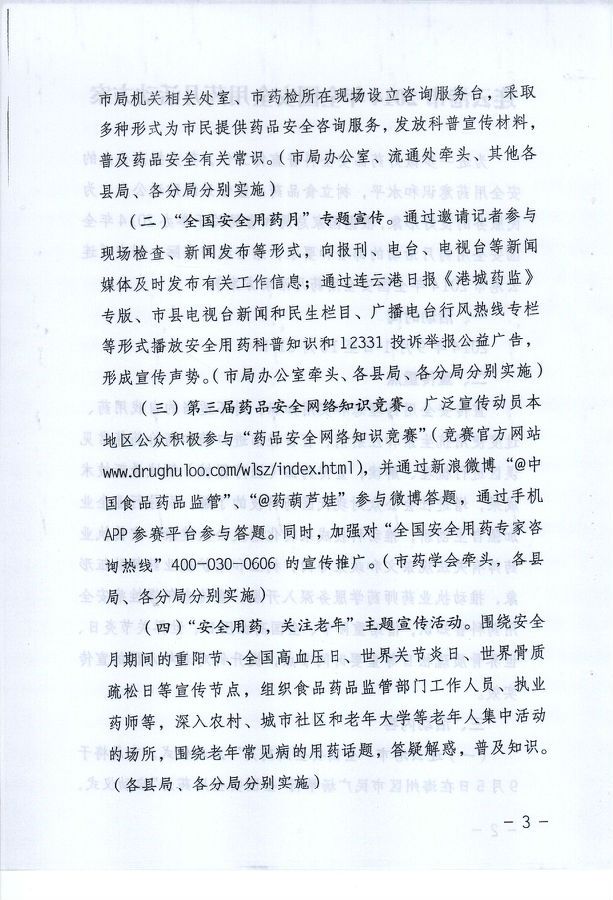 市局机关相关处室、市药检所在现场设立咨询服务台，采取
多种形式为市民提供药品安全咨询服务，发放科普宣传材料，
普及药品安全有关常识。（市局办公室、流通处牵头、其他各
县局、各分局分别实施）
（二）“全国安全用药月”专题宣传。通过邀请记者参与
现场检查、新闻发布等形式，向报刊、电台、电视台等新闻
媒体及时发布有关工作信息；通过连云港日报《港城药监》
专版、市县电视台新闻和民生栏目、广播电台行风热线专栏
等形式播放安全用药科普知识和12331投诉举报公益广告，
形成宣传声势。（市局办公室牵头、各县局、各分局分别实施）
（三）第三届药品安全网络知识竞赛。广泛宣传动员本
地区公众积极参与“药品安全网络知识竞赛”（竞赛官方网站
www.drughuloo.com/wlsz/index.html），并通过新浪微博“@中
国食品药品监管”、“@药葫芦娃”参与微博答题，通过手机
APP参赛平台参与答题。同时，加强对“全国安全用药专家咨
询热线”400-030-0606 的宣传推广。（市药学会牵头，各县
局、各分局分别实施）
（四）“安全用药，关注老年”主题宣传活动。围绕安全
月期间的重阳节、全国高血压日、世界关节炎日、世界骨质
疏松日等宣传节点，组织食品药品监管部门工作人员、执业
药师等，深入农村、城市社区和老年大学等老年人集中活动
的场所，围绕老年常见病的用药话题，答疑解惑，普及知识。
（各县局、各分局分别实施）
- 3 -